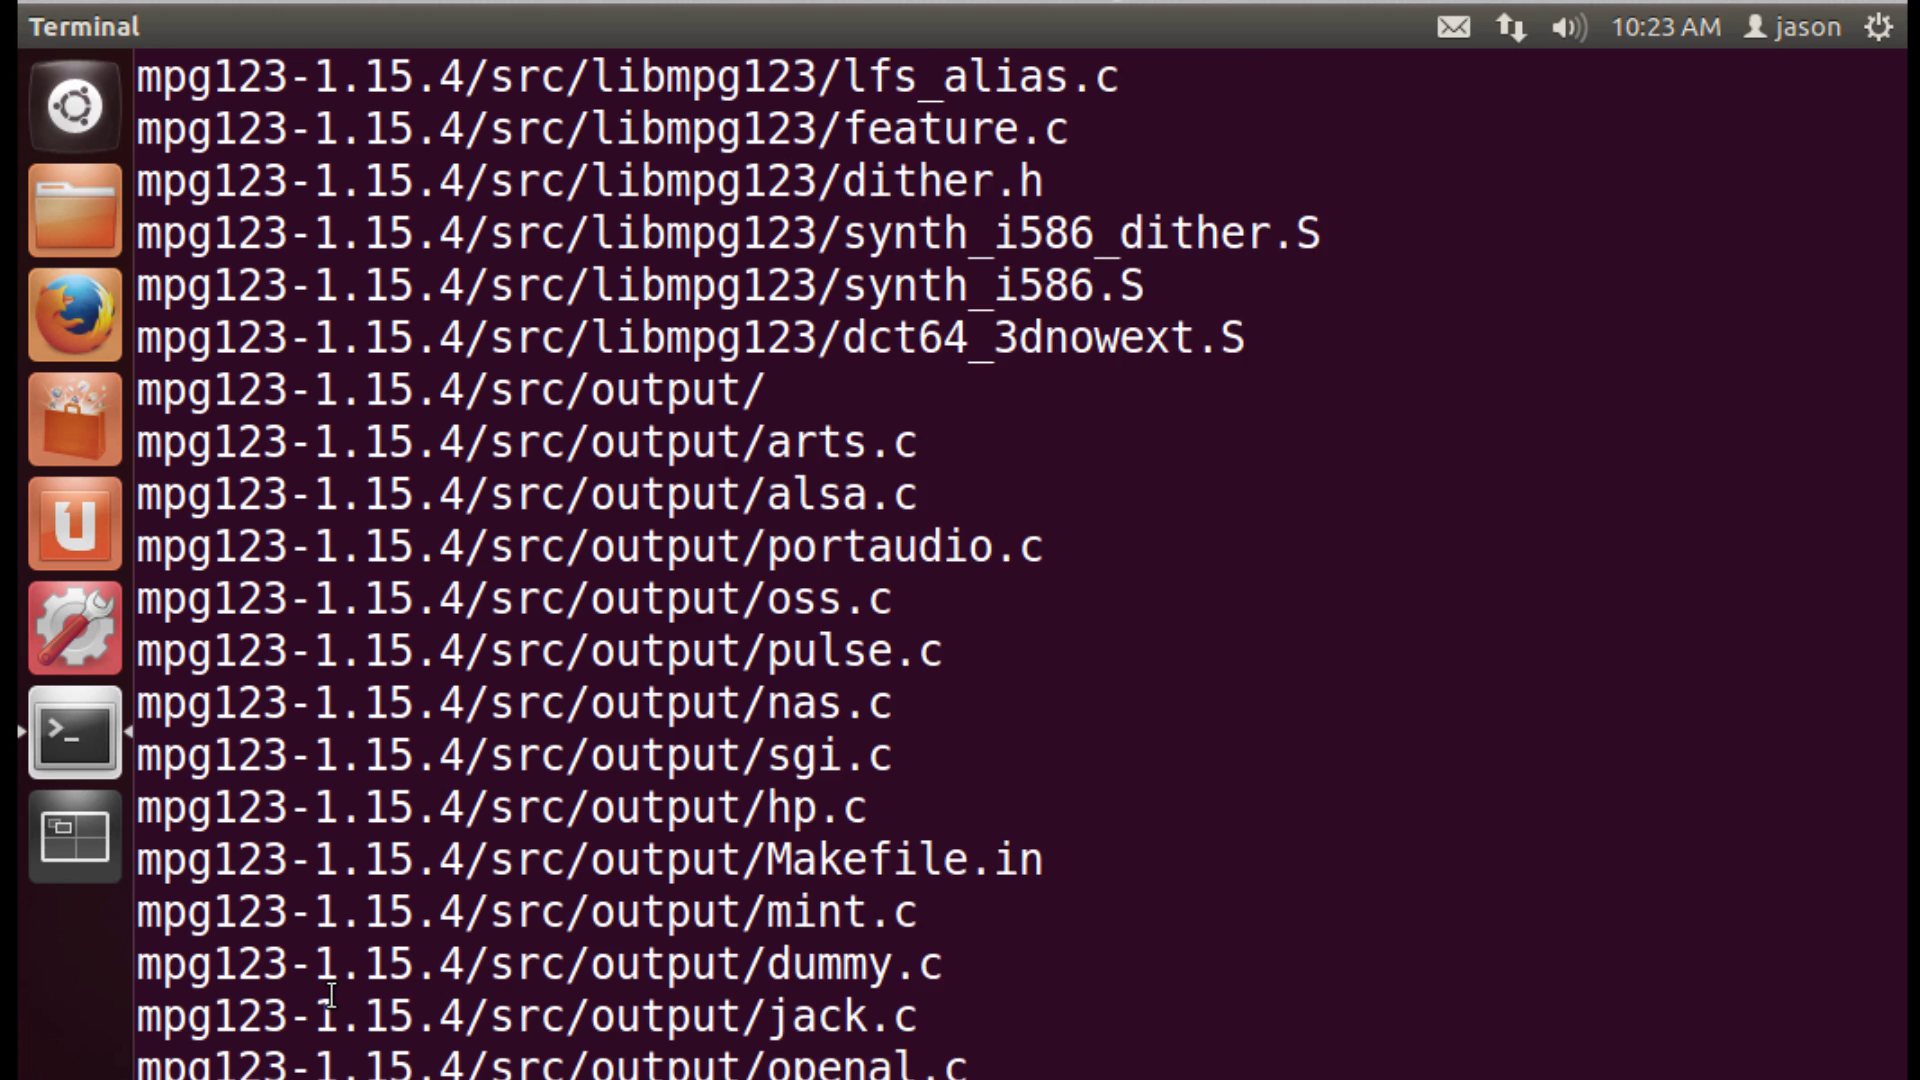 Terminal 10:23 AM jason
mpg123-1.15.4/src/libmpg123/lfs_alias.c
mpg123-1.15.4/src/libmpg123/feature.c
mpg123-1.15.4/src/libmpg123/dither.h
mpg123-1.15.4/src/libmpg123/synth_i586_dither.S
mpg123-1.15.4/src/libmpg123/synth_i586.S
mpg123-1.15.4/src/libmpg123/dct64_3dnowext.S
mpg123-1.15.4/src/output/
mpg123-1.15.4/src/output/arts.c
mpg123-1.15.4/src/output/alsa.c
mpg123-1.15.4/src/output/portaudio.c
mpg123-1.15.4/src/output/oss.c
mpg123-1.15.4/src/output/pulse.c
mpg123-1.15.4/src/output/nas.c
mpg123-1.15.4/src/output/sgi.c
mpg123-1.15.4/src/output/hp.c
mpg123-1.15.4/src/output/Makefile.in
mpg123-1.15.4/src/output/mint.c
mpg123-1.15.4/src/output/dummy.c
mpg123-1.15.4/src/output/jack.c
mpg123-1.15.4/src/output/openal.c